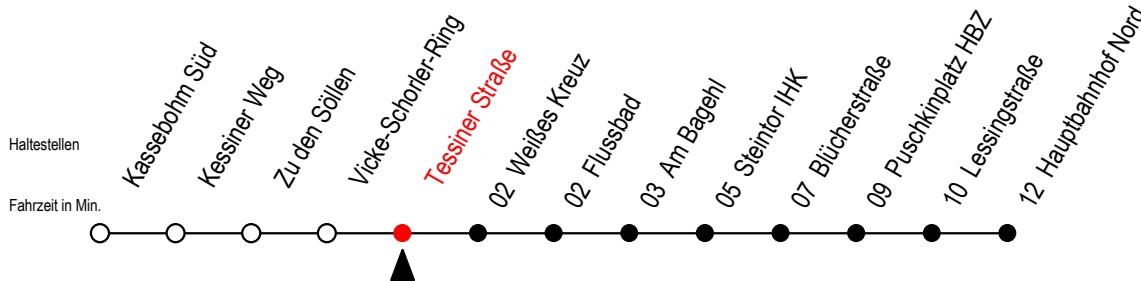 Haltestellen
Fahrzeit in Min.
Kassebohm Süd
Kessiner Weg
Zu den Söllen
Vicke-Schorler-Ring
Tessiner Straße
02 Weißes Kreuz
02 Flussbad
03 Am Bagehl
05 Steintor IHK
07 Blücherstraße
09 Puschkinplatz HBZ
10 Lessingstraße
12 Hauptbahnhof Nord